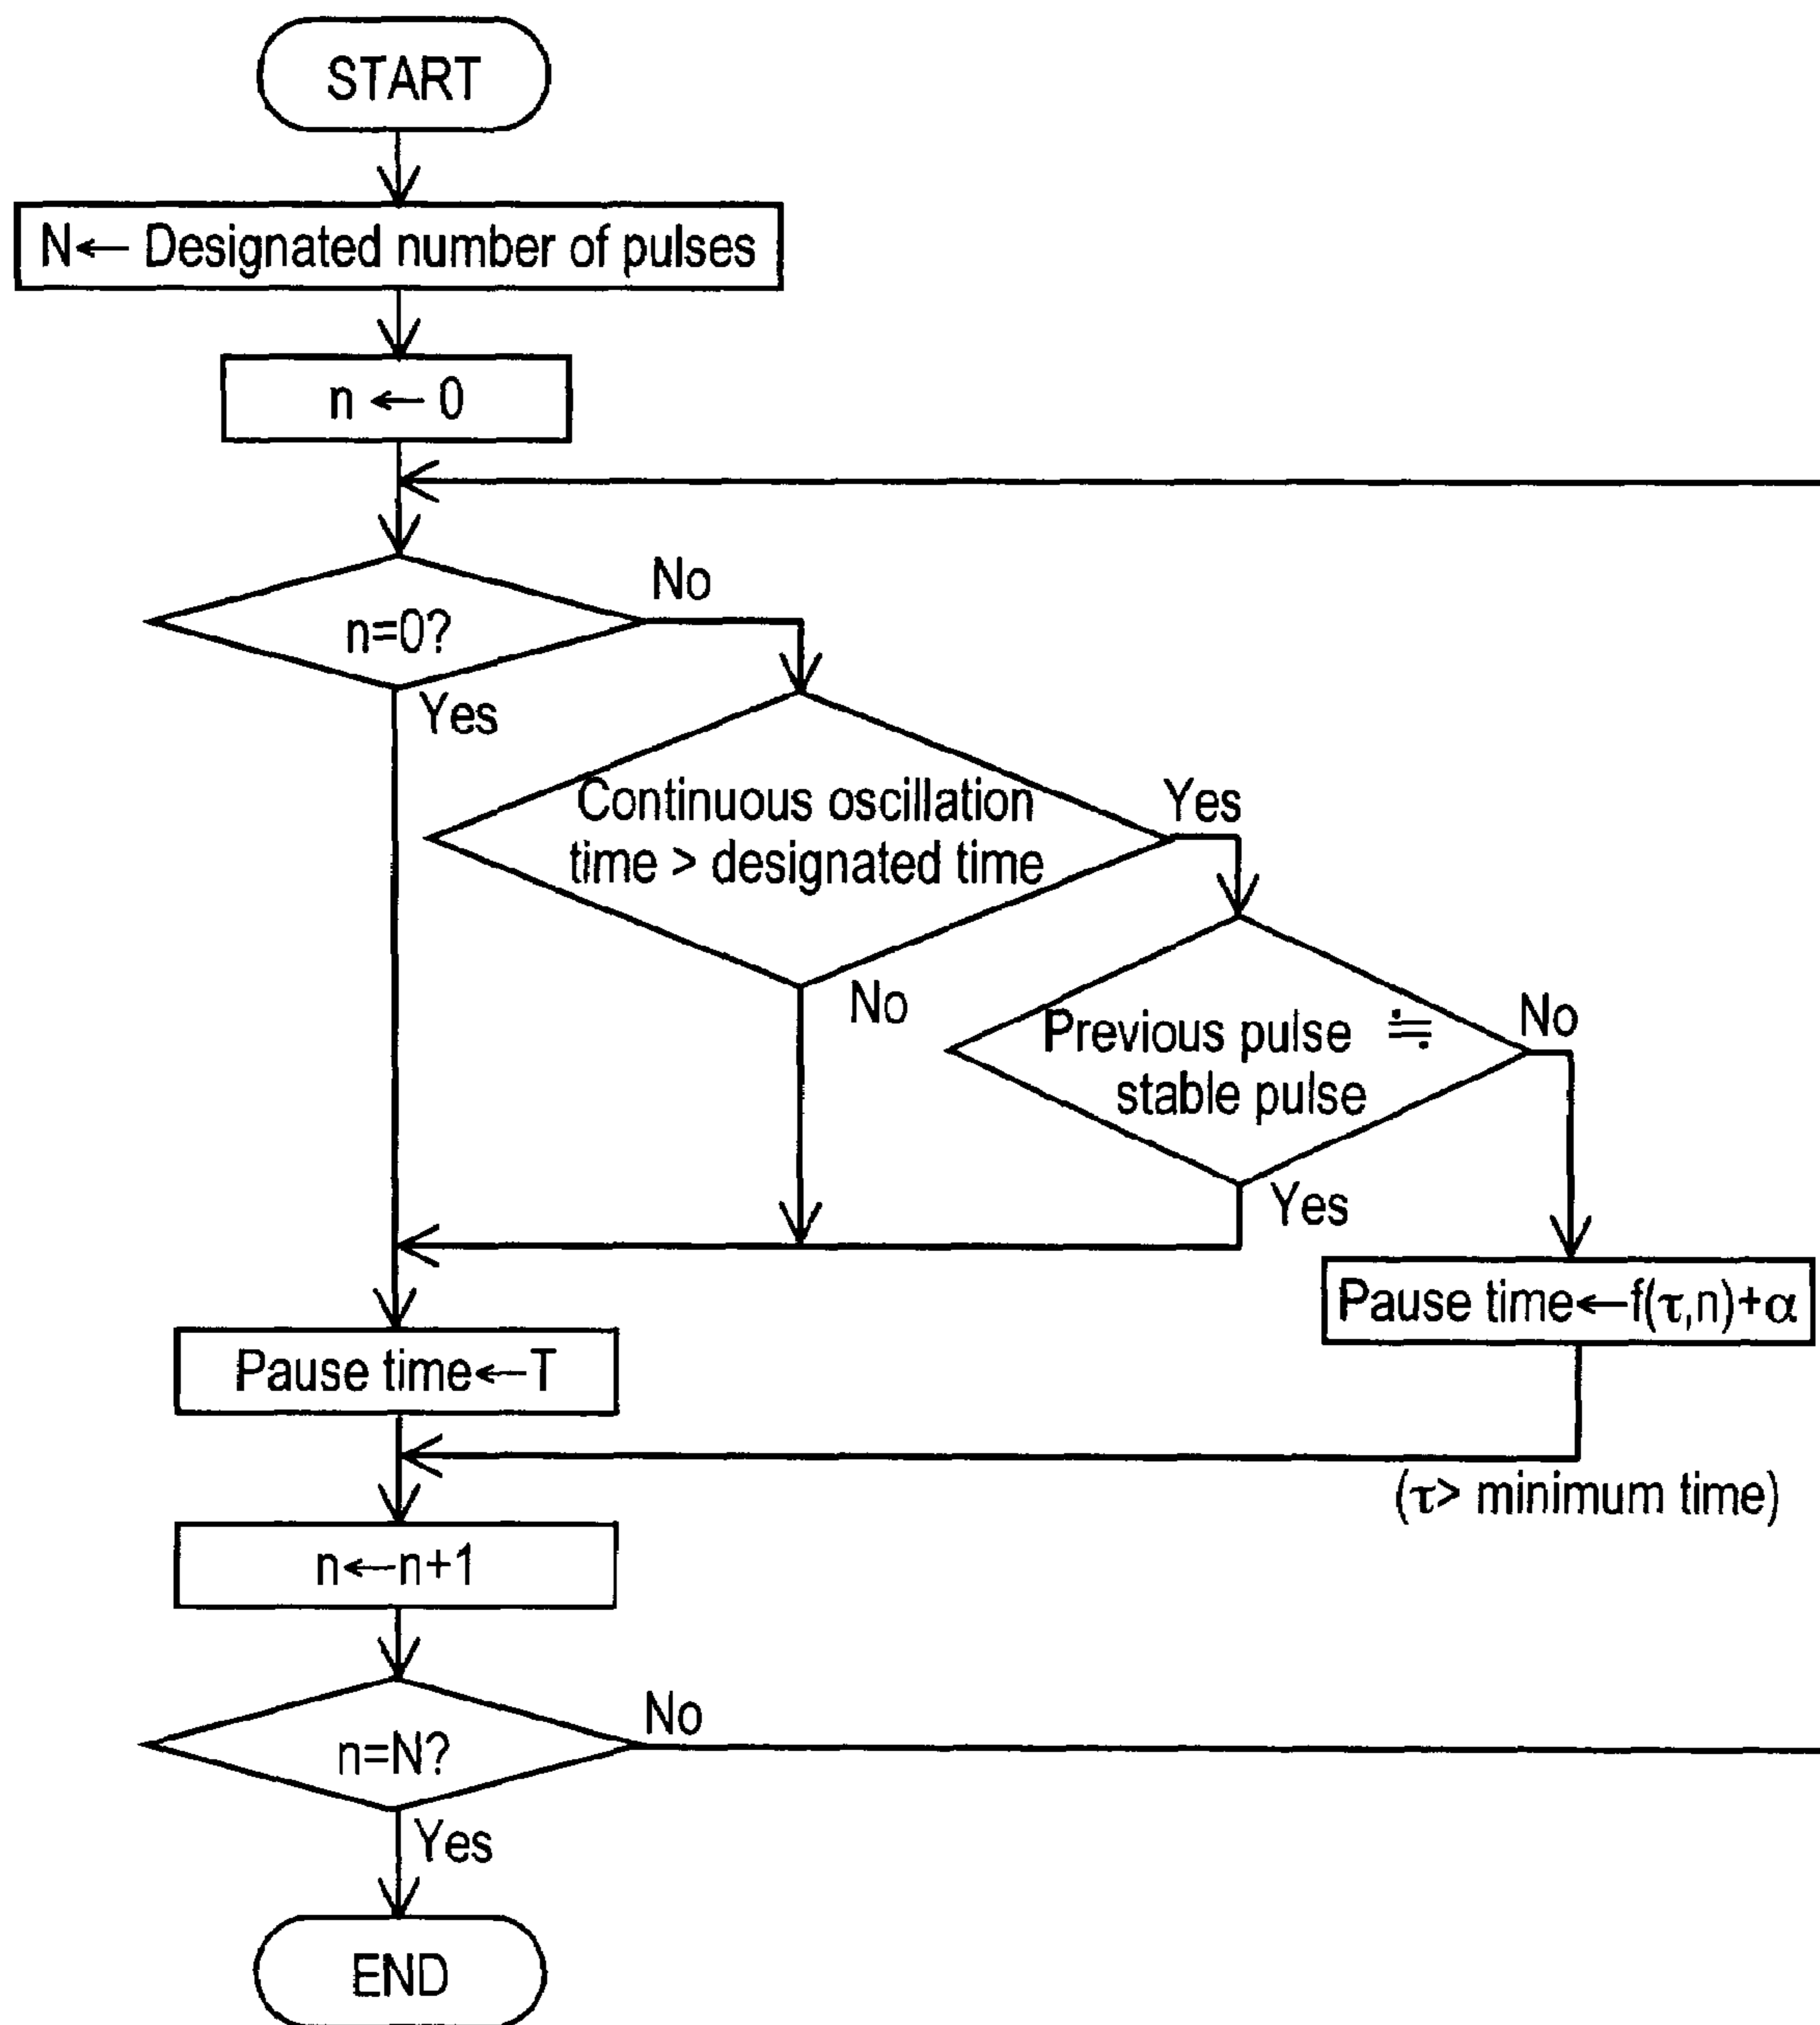 START
N← Designated number of pulses
n ← 0
n=0?
No
Yes
Continuous oscillation
time > designated time
Yes
No
Previous pulse ≒
stable pulse
No
Yes
Pause time←f(τ,n)+α
Pause time←T
(τ> minimum time)
n←n+1
n=N?
No
Yes
END